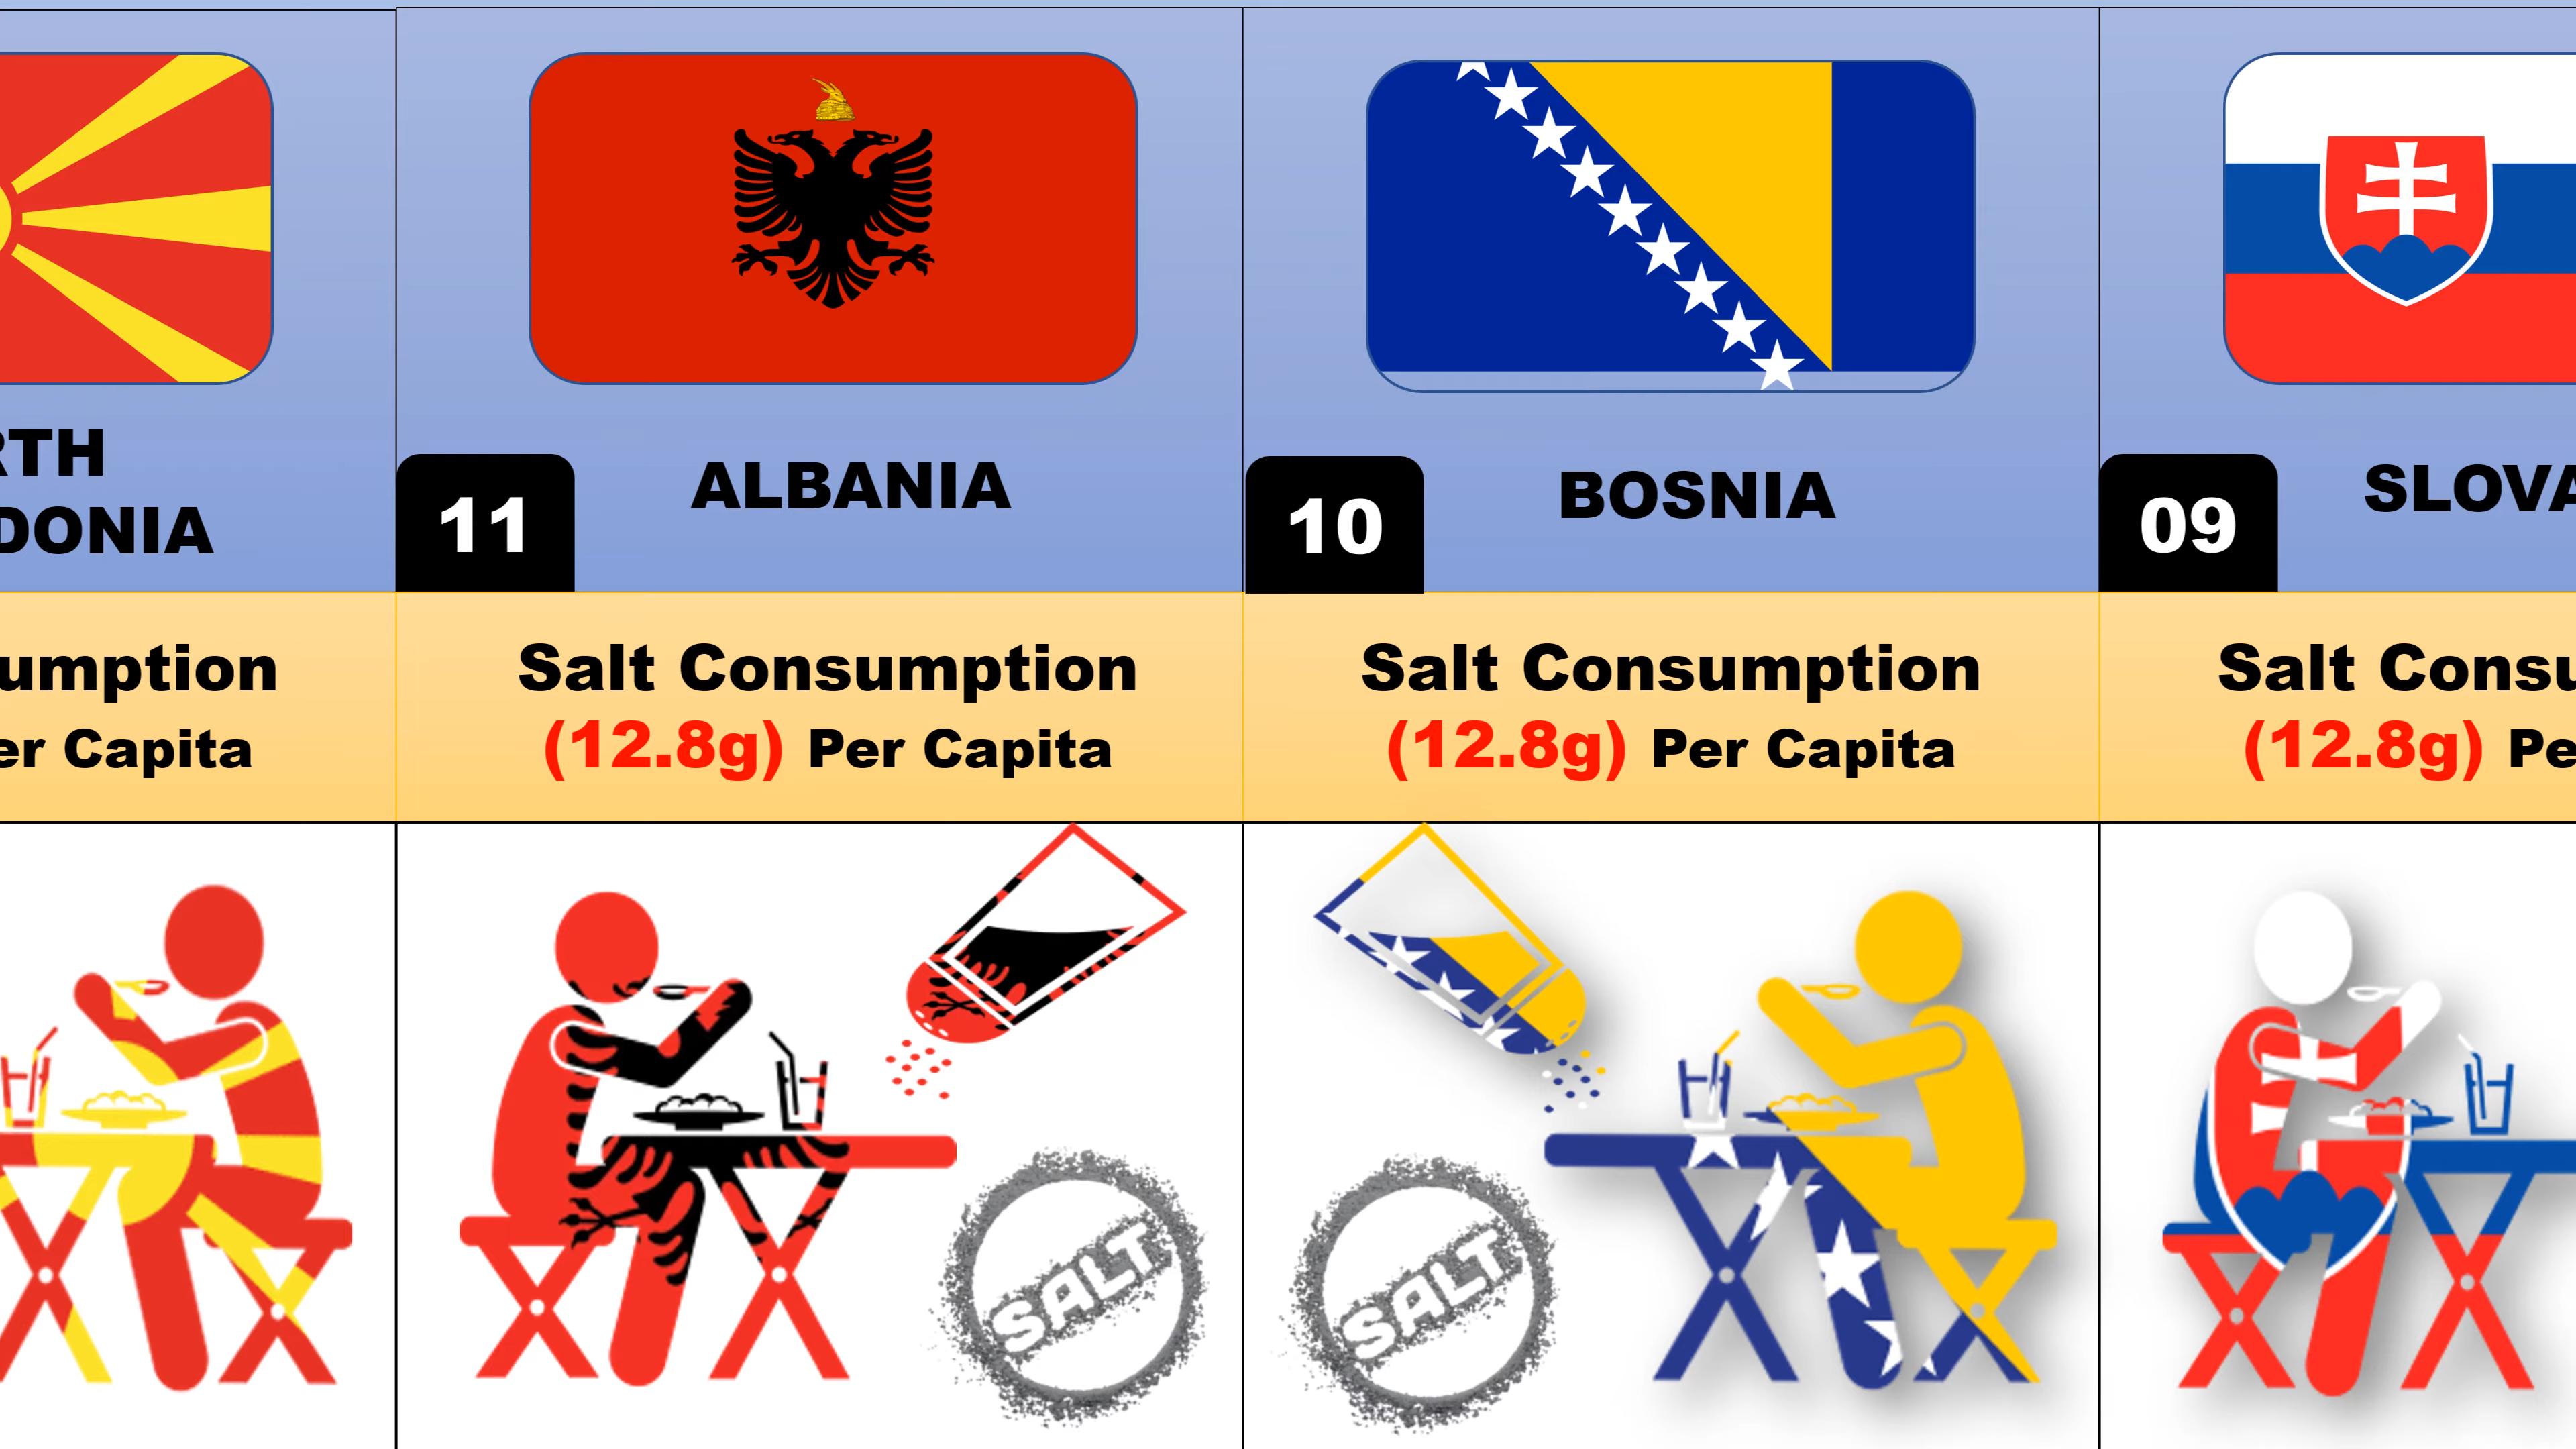 RTH
DONIA
umption
er Capita
11
ALBANIA
Salt Consumption
(12.8g) Per Capita
SALT
10
BOSNIA
Salt Consumption
(12.8g) Per Capita
SALT
09
SLOVA
Salt Consu
(12.8g) Pe